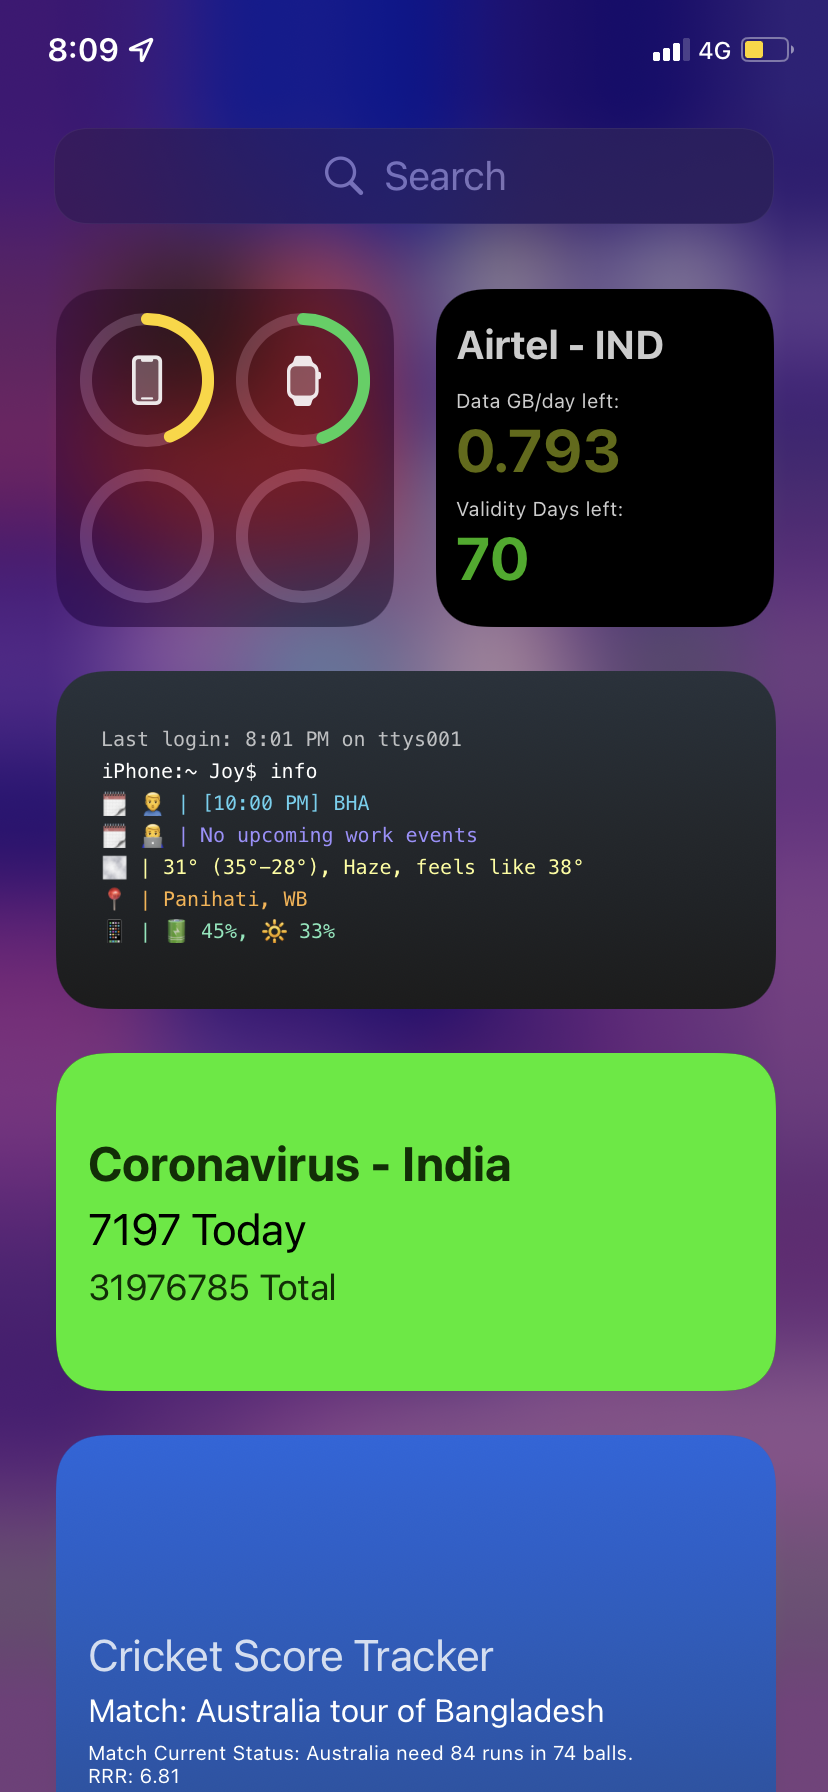 8:09
4G
Search
Airtel - IND
Data GB/day left:
0.793
Validity Days left:
70
Last login: 8:01 PM on ttys001
iPhone:~ Joy$ info
🗓 👨‍💼 | [10:00 PM] BHA
🗓 👨‍💻 | No upcoming work events
| 31° (35°–28°), Haze, feels like 38°
📍 | Panihati, WB
📱 | 🔋 45%, 🔆 33%
Coronavirus - India
7197 Today
31976785 Total
Cricket Score Tracker
Match: Australia tour of Bangladesh
Match Current Status: Australia need 84 runs in 74 balls.
RRR: 6.81